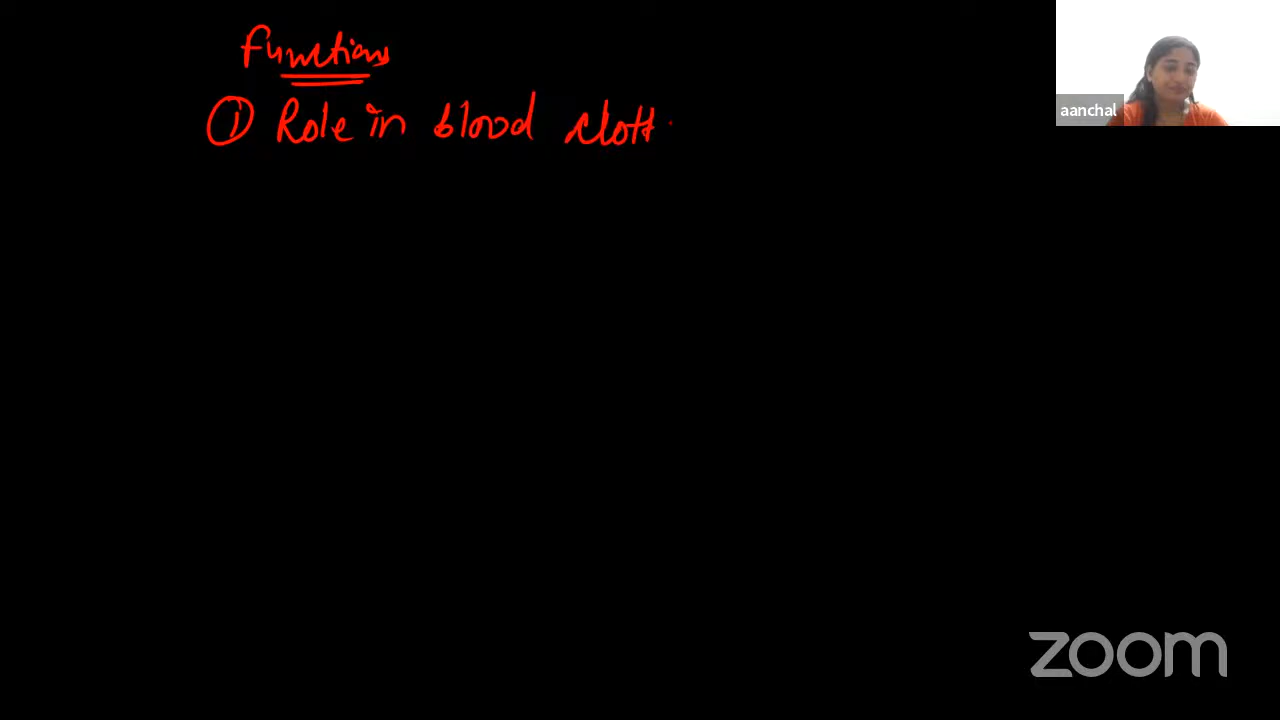 Functions
① Role in blood clott
aanchal
zoom